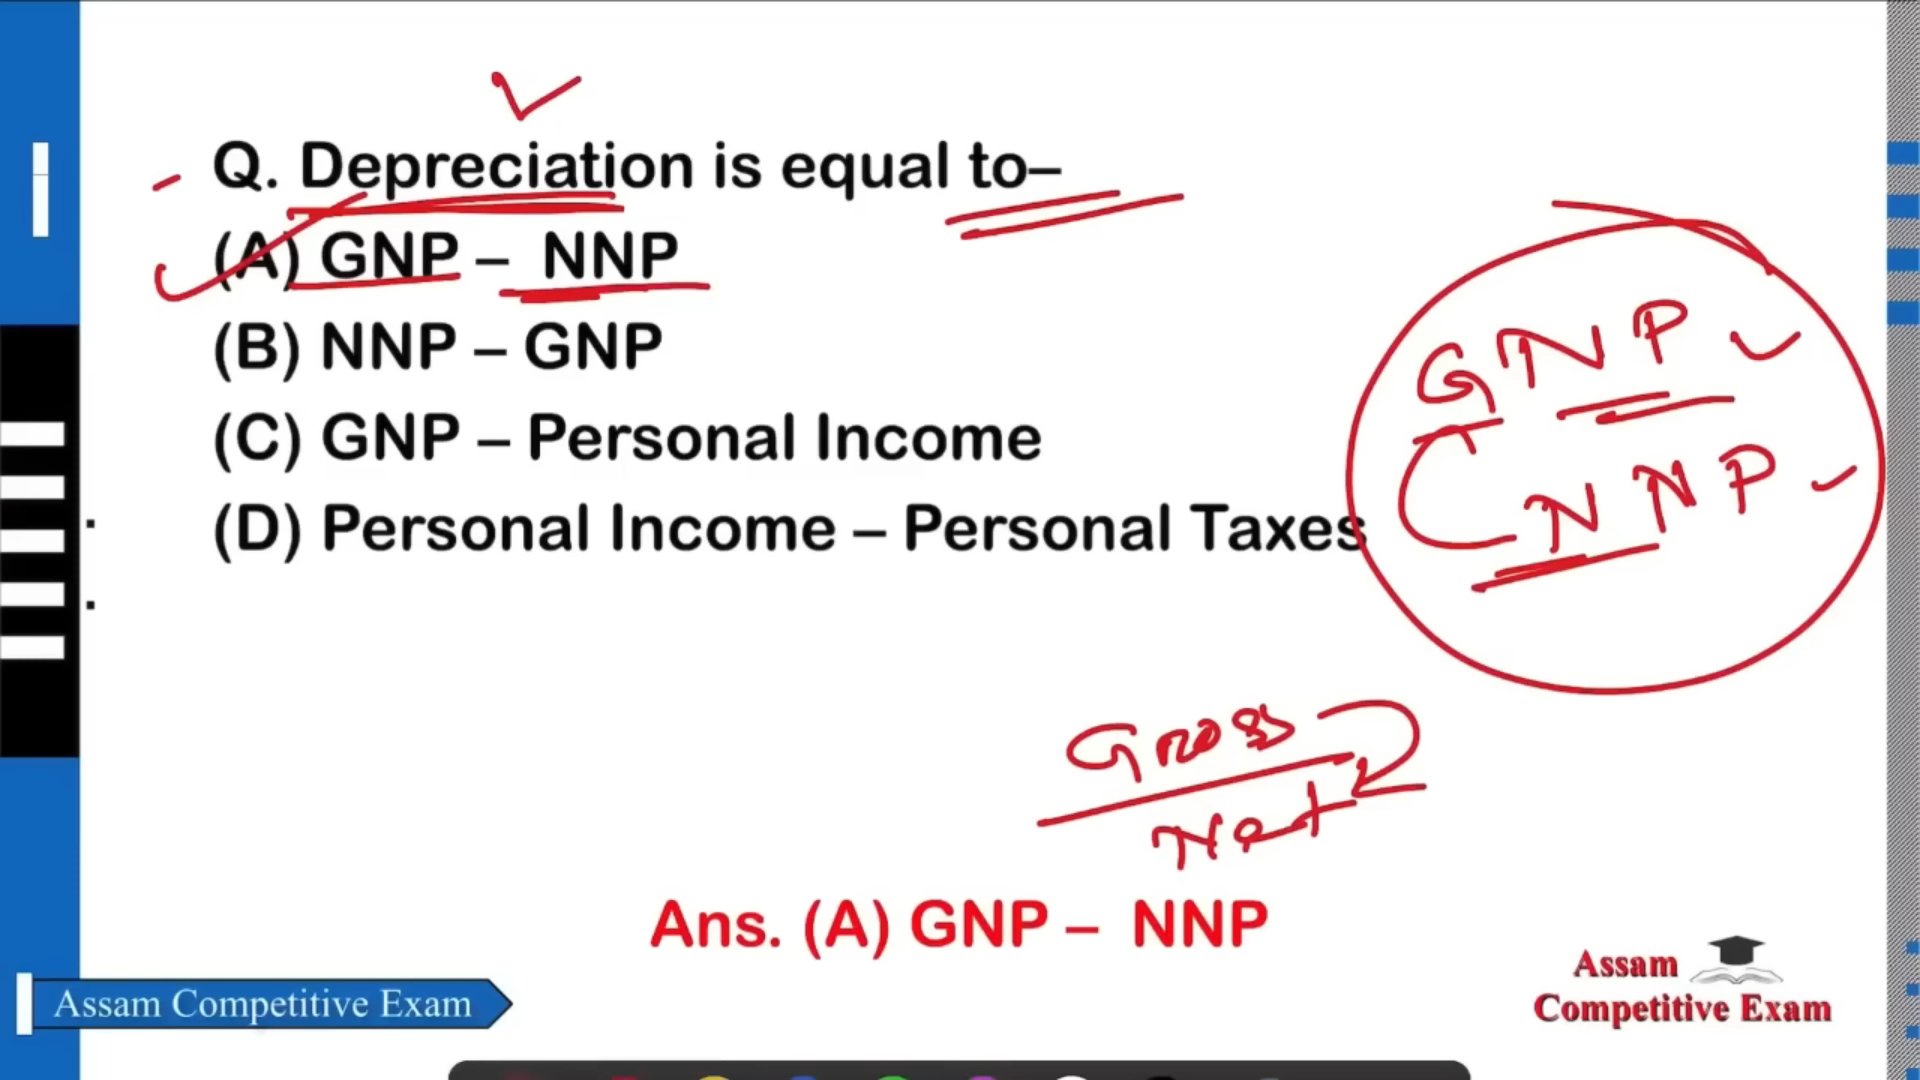 Q. Depreciation is equal to–
(A) GNP – NNP
(B) NNP – GNP
(C) GNP – Personal Income
(D) Personal Income – Personal Taxes
GNP
NNP
Gross
Net
Ans. (A) GNP – NNP
Assam Competitive Exam
Assam
Competitive Exam